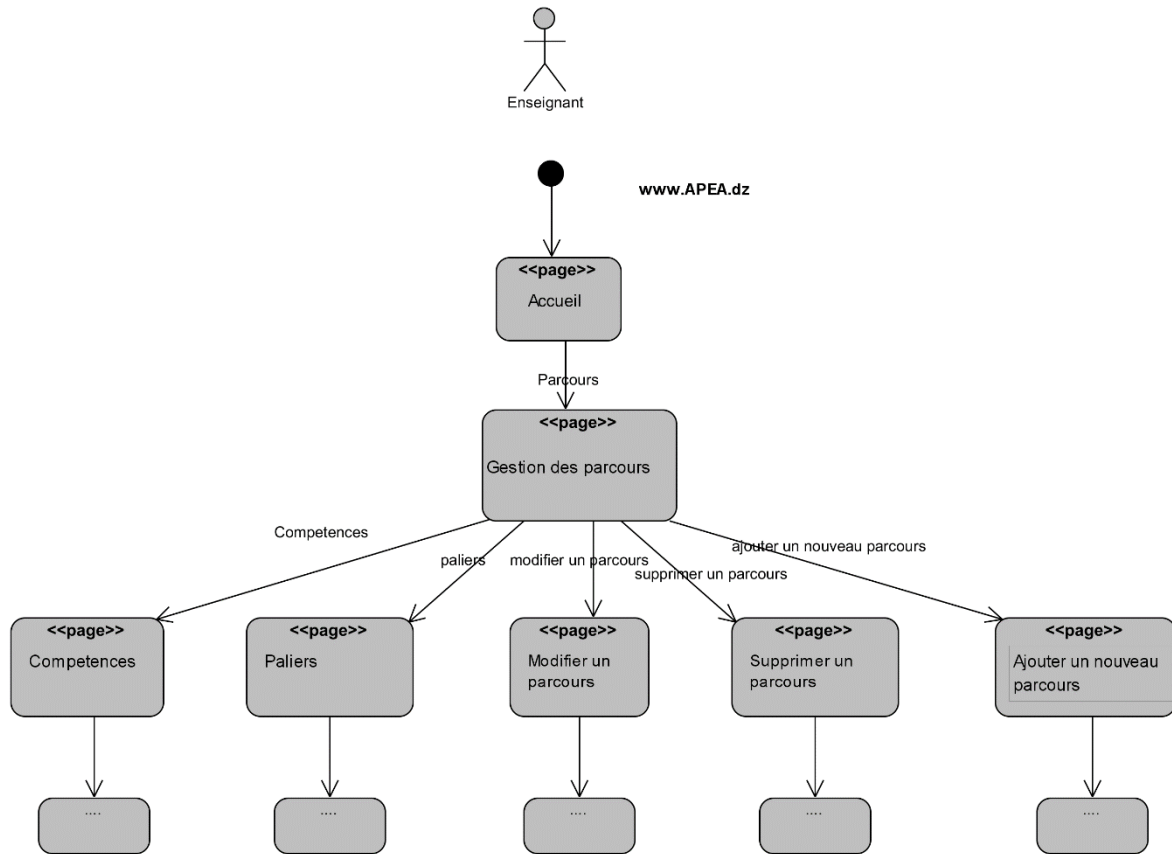 Enseignant
www.APEA.dz
<<page>>
Accueil
Parcours
<<page>>
Gestion des parcours
Competences
paliers
modifier un parcours
supprimer un parcours
ajouter un nouveau parcours
<<page>>
Competences
<<page>>
Paliers
<<page>>
Modifier un
parcours
<<page>>
Supprimer un
parcours
<<page>>
Ajouter un nouveau
parcours
....
....
....
....
....